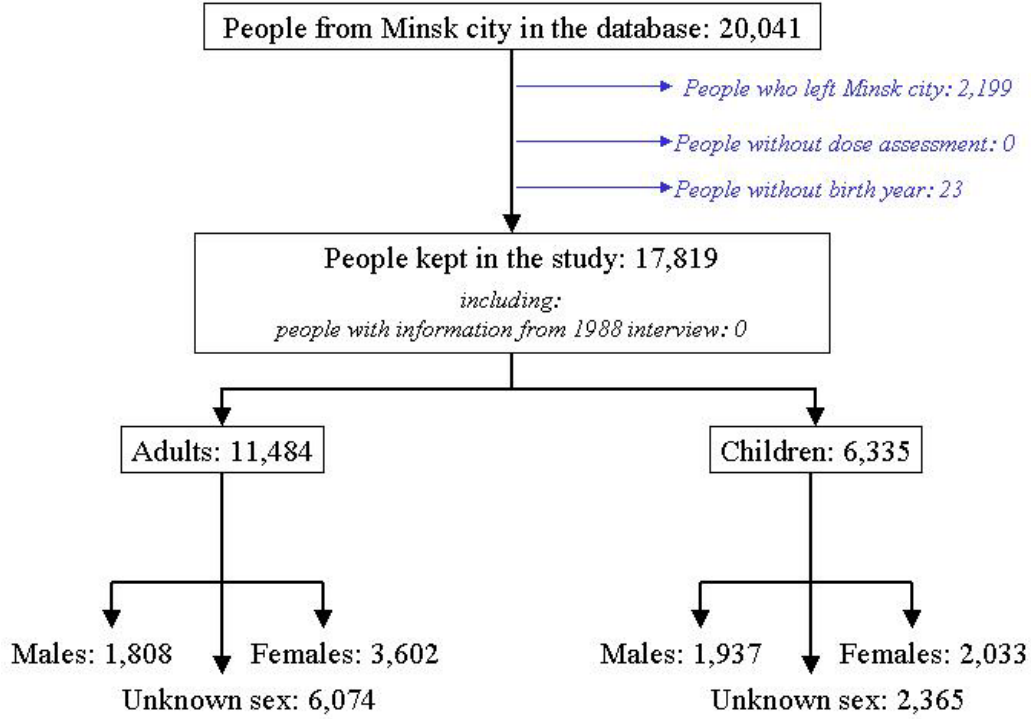 People from Minsk city in the database: 20,041
People who left Minsk city: 2,199
People without dose assessment: 0
People without birth year: 23
People kept in the study: 17,819
including:
people with information from 1988 interview: 0
Adults: 11,484
Children: 6,335
Males: 1,808
Females: 3,602
Males: 1,937
Females: 2,033
Unknown sex: 6,074
Unknown sex: 2,365